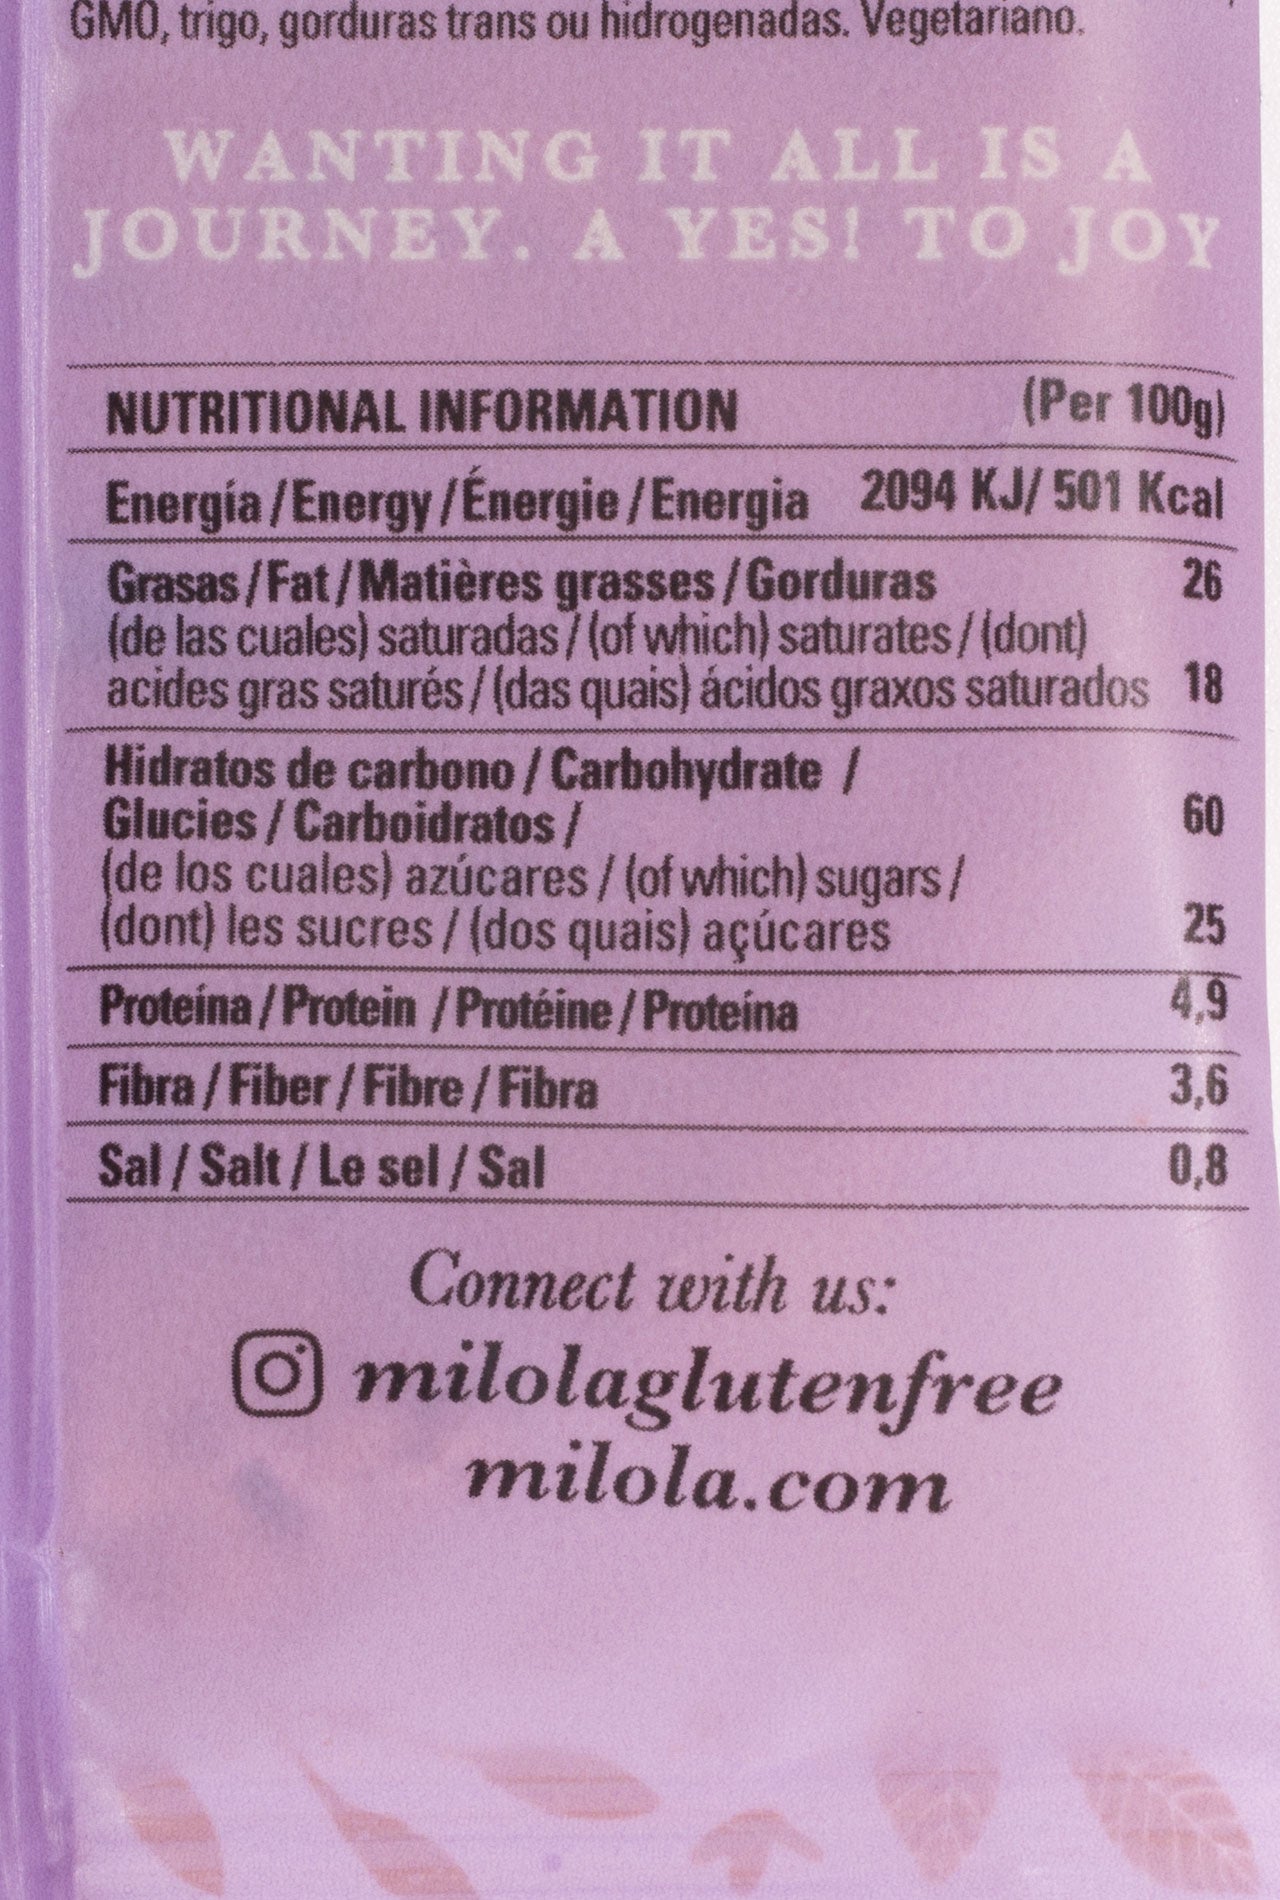 GMO, trigo, gorduras trans ou hidrogenadas. Vegetariano.
WANTING IT ALL IS A
JOURNEY. A YES! TO JOY
NUTRITIONAL INFORMATION (Per 100g)
Energía / Energy / Énergie / Energia 2094 KJ/ 501 Kcal
Grasas / Fat / Matières grasses / Gorduras 26
(de las cuales) saturadas / (of which) saturates / (dont)
acides gras saturés / (das quais) ácidos graxos saturados 18
Hidratos de carbono / Carbohydrate /
Glucies / Carboidratos / 60
(de los cuales) azúcares / (of which) sugars /
(dont) les sucres / (dos quais) açúcares 25
Proteína / Protein / Protéine / Proteína 4,9
Fibra / Fiber / Fibre / Fibra 3,6
Sal / Salt / Le sel / Sal 0,8
Connect with us:
milolaglutenfree
milola.com